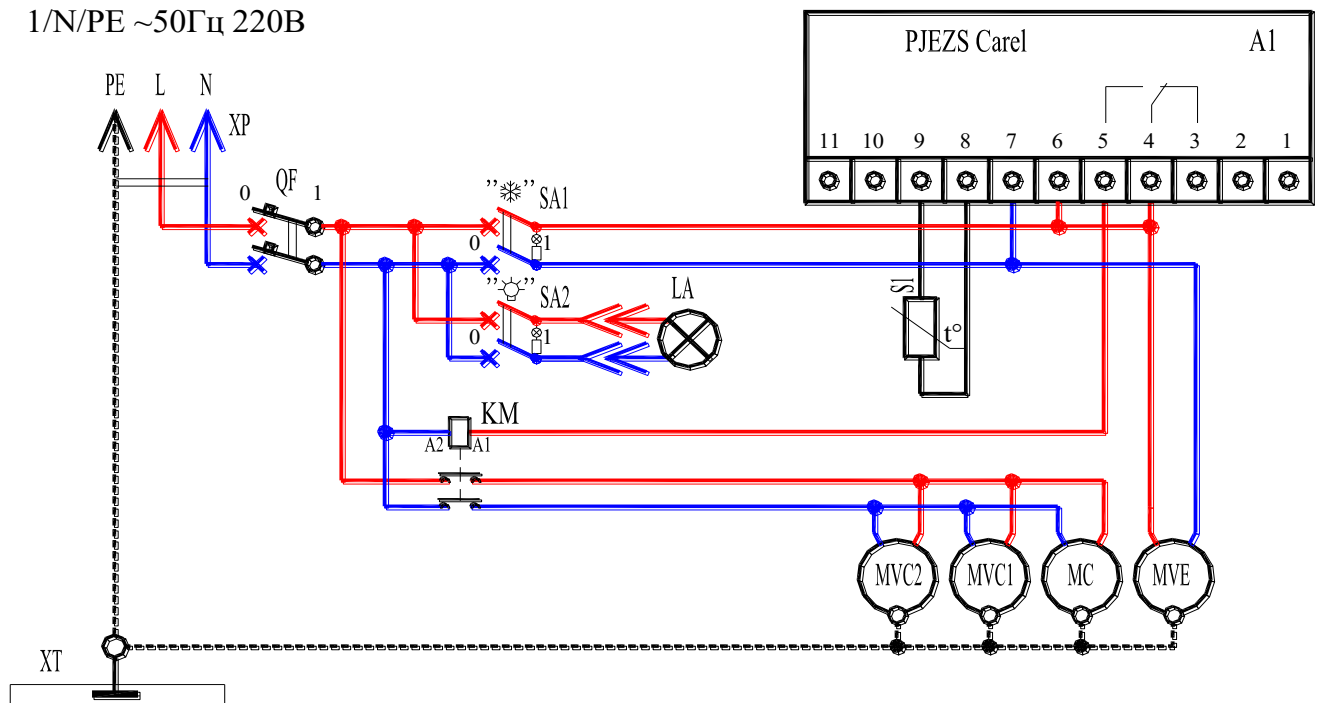 1/N/PE ~50Гц 220В
PJEZS Carel A1
PE L N
XP
11 10 9 8 7 6 5 4 3 2 1
0 QF 1
"❄" SA1
0 1
"☼" SA2
0 1
LA
S1
t°
KM
A2 A1
MVC2 MVC1 MC MVE
XT